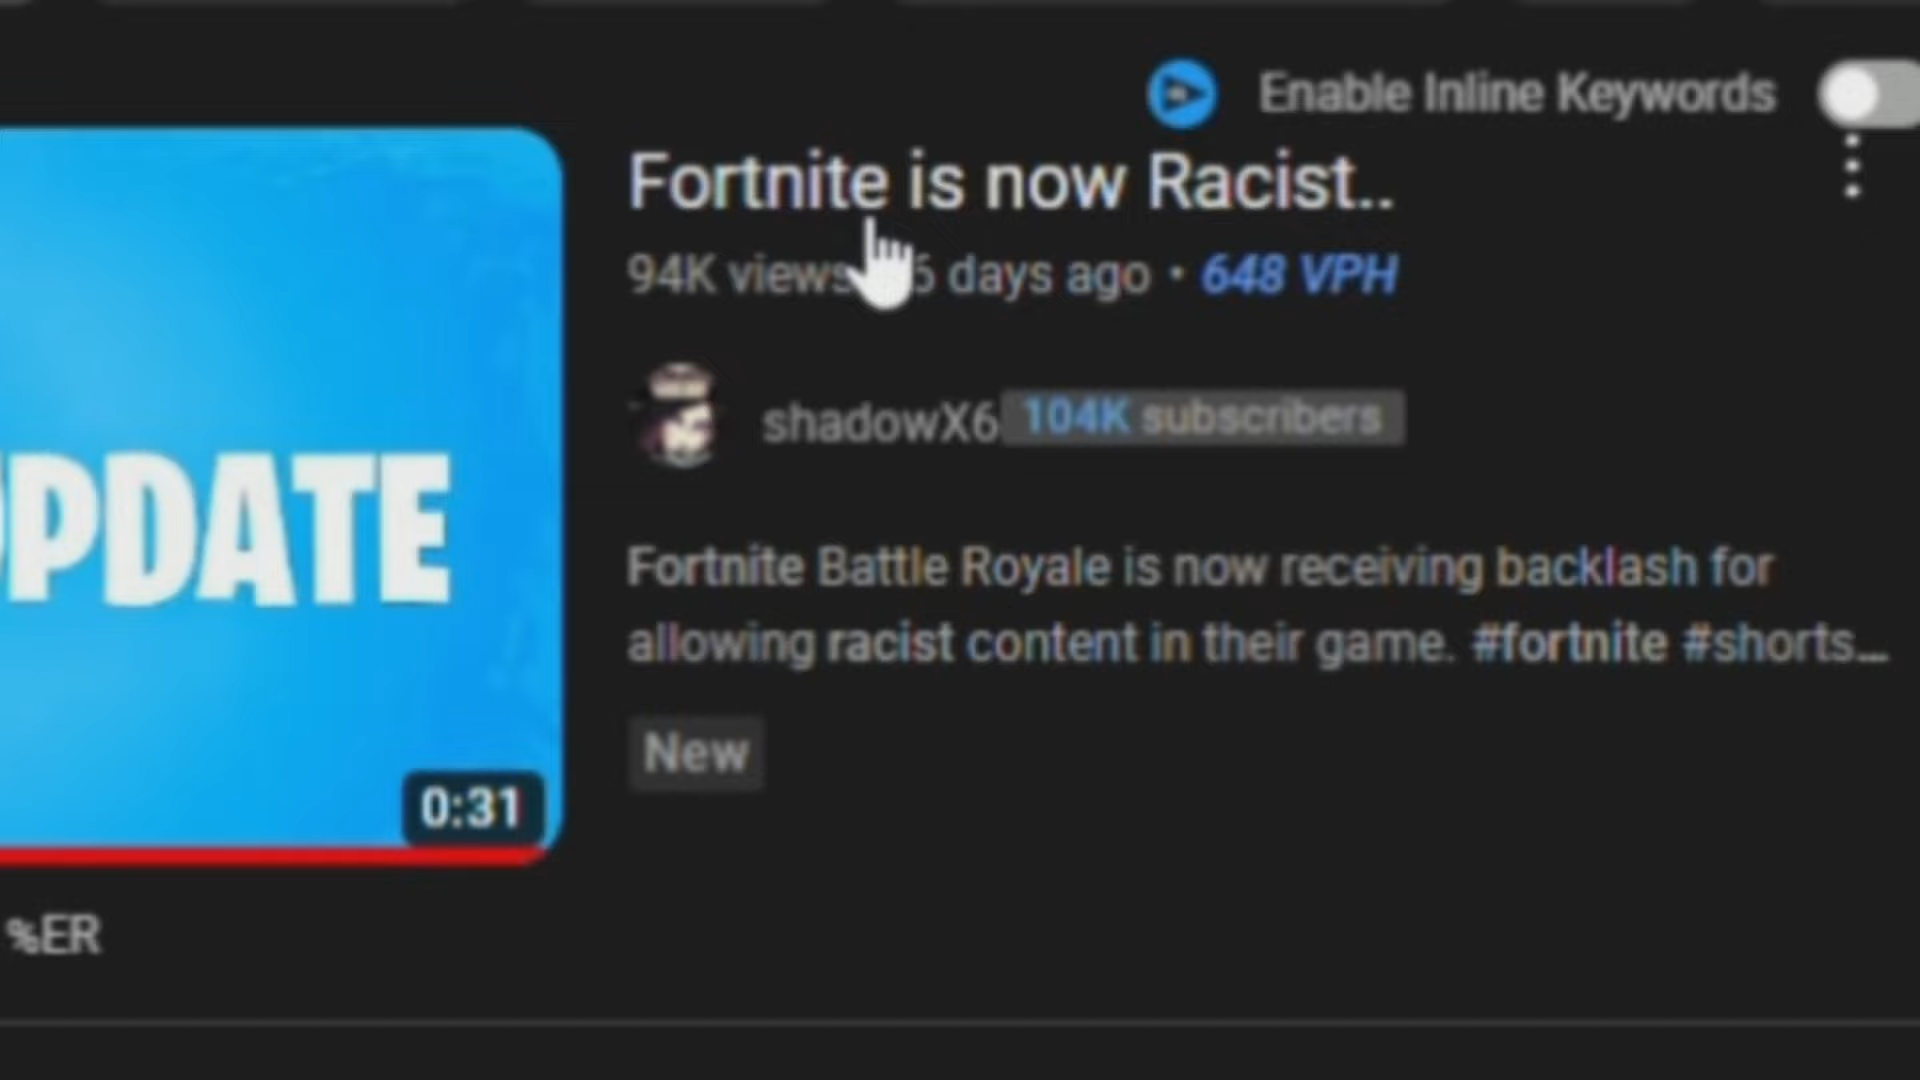 Enable Inline Keywords
Fortnite is now Racist..
94K views 6 days ago • 648 VPH
shadowX6 104K subscribers
PDATE
Fortnite Battle Royale is now receiving backlash for
allowing racist content in their game. #fortnite #shorts...
New
0:31
%ER